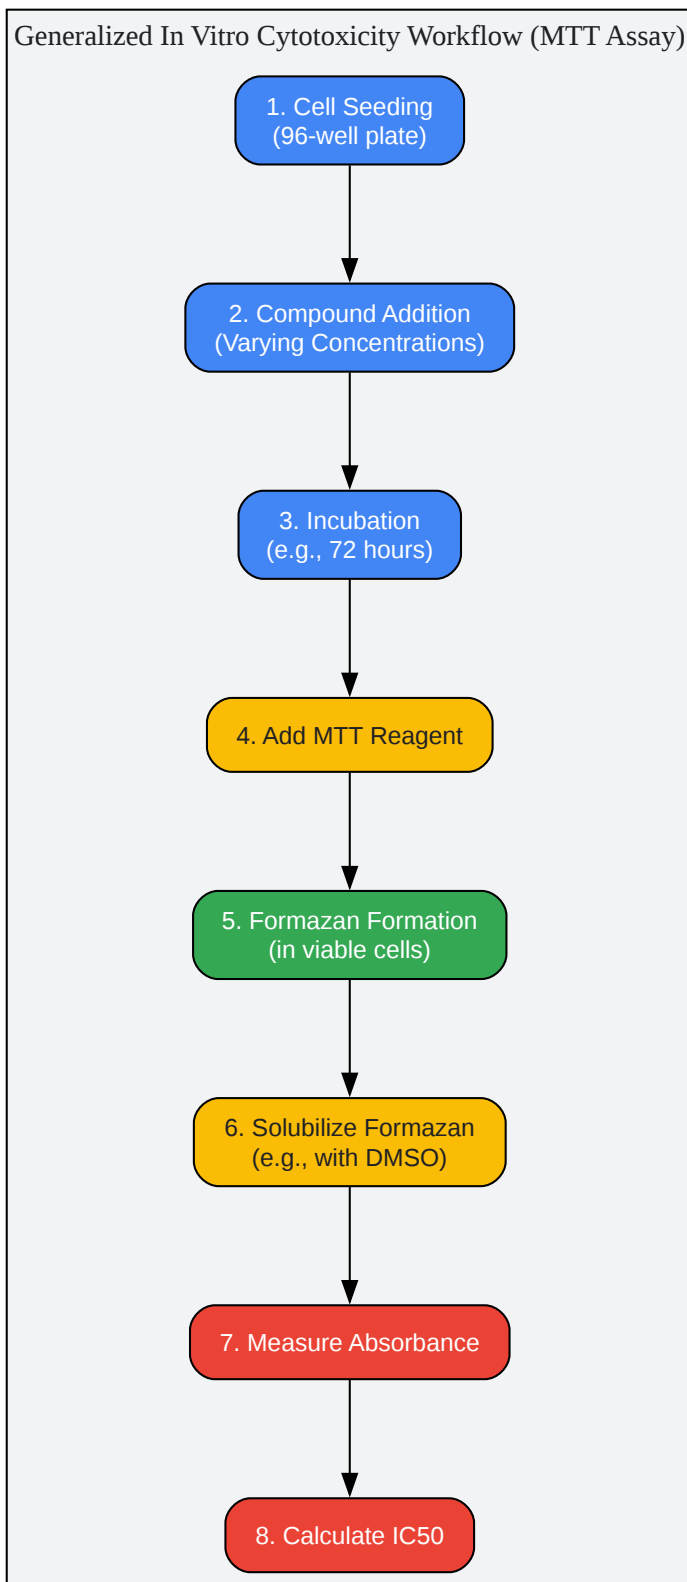 Generalized In Vitro Cytotoxicity Workflow (MTT Assay)
1. Cell Seeding
(96-well plate)
2. Compound Addition
(Varying Concentrations)
3. Incubation
(e.g., 72 hours)
4. Add MTT Reagent
5. Formazan Formation
(in viable cells)
6. Solubilize Formazan
(e.g., with DMSO)
7. Measure Absorbance
8. Calculate IC50